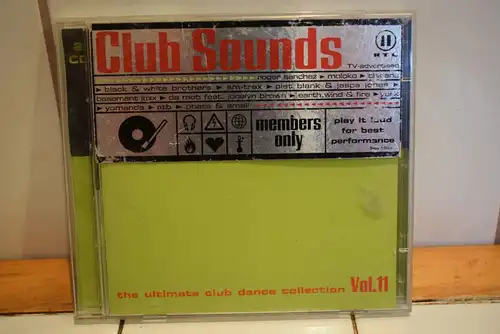 2
CD
Club Sounds
RTL
TV-advertised
roger sanchez ▸ moloko ▸
▸ black & white brothers ▸ am:trax ▸ piet blank & jaspa jones ▸
basement jaxx ▸ da mob feat. jocelyn brown ▸ earth, wind & fire ▸
▸ yomanda ▸ atb ▸ phats & small
members
only
play it loud
for best
performance
the ultimate club dance collection Vol.11